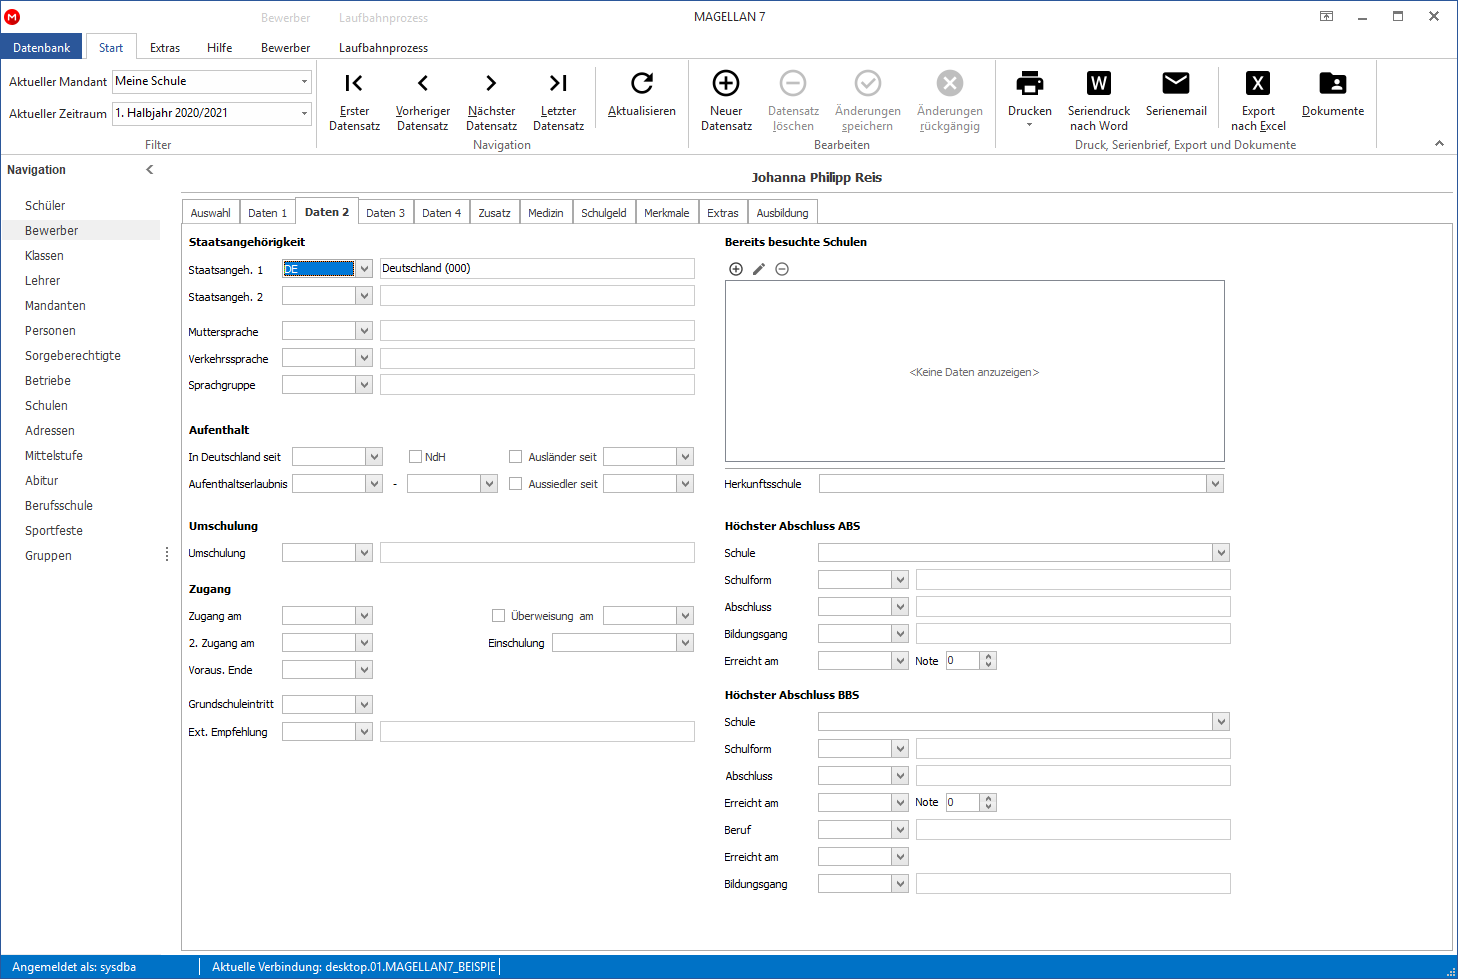 M
Bewerber Laufbahnprozess MAGELLAN 7
Datenbank Start Extras Hilfe Bewerber Laufbahnprozess
Aktueller Mandant Meine Schule
Aktueller Zeitraum 1. Halbjahr 2020/2021
Filter
Erster Datensatz
Vorheriger Datensatz
Nächster Datensatz
Letzter Datensatz
Aktualisieren
Navigation
Neuer Datensatz
Datensatz löschen
Änderungen speichern
Änderungen rückgängig
Bearbeiten
Drucken
W
Seriendruck nach Word
Serienemail
X
Export nach Excel
Dokumente
Druck, Serienbrief, Export und Dokumente
Navigation
Schüler
Bewerber
Klassen
Lehrer
Mandanten
Personen
Sorgeberechtigte
Betriebe
Schulen
Adressen
Mittelstufe
Abitur
Berufsschule
Sportfeste
Gruppen
Johanna Philipp Reis
Auswahl Daten 1 Daten 2 Daten 3 Daten 4 Zusatz Medizin Schulgeld Merkmale Extras Ausbildung
Staatsangehörigkeit
Staatsangeh. 1 DE Deutschland (000)
Staatsangeh. 2
Muttersprache
Verkehrssprache
Sprachgruppe
Aufenthalt
In Deutschland seit NdH Ausländer seit
Aufenthaltserlaubnis - Aussiedler seit
Umschulung
Umschulung
Zugang
Zugang am Überweisung am
2. Zugang am Einschulung
Voraus. Ende
Grundschuleintritt
Ext. Empfehlung
Bereits besuchte Schulen
<Keine Daten anzuzeigen>
Herkunftsschule
Höchster Abschluss ABS
Schule
Schulform
Abschluss
Bildungsgang
Erreicht am Note 0
Höchster Abschluss BBS
Schule
Schulform
Abschluss
Erreicht am Note 0
Beruf
Erreicht am
Bildungsgang
Angemeldet als: sysdba Aktuelle Verbindung: desktop.01.MAGELLAN7_BEISPIE